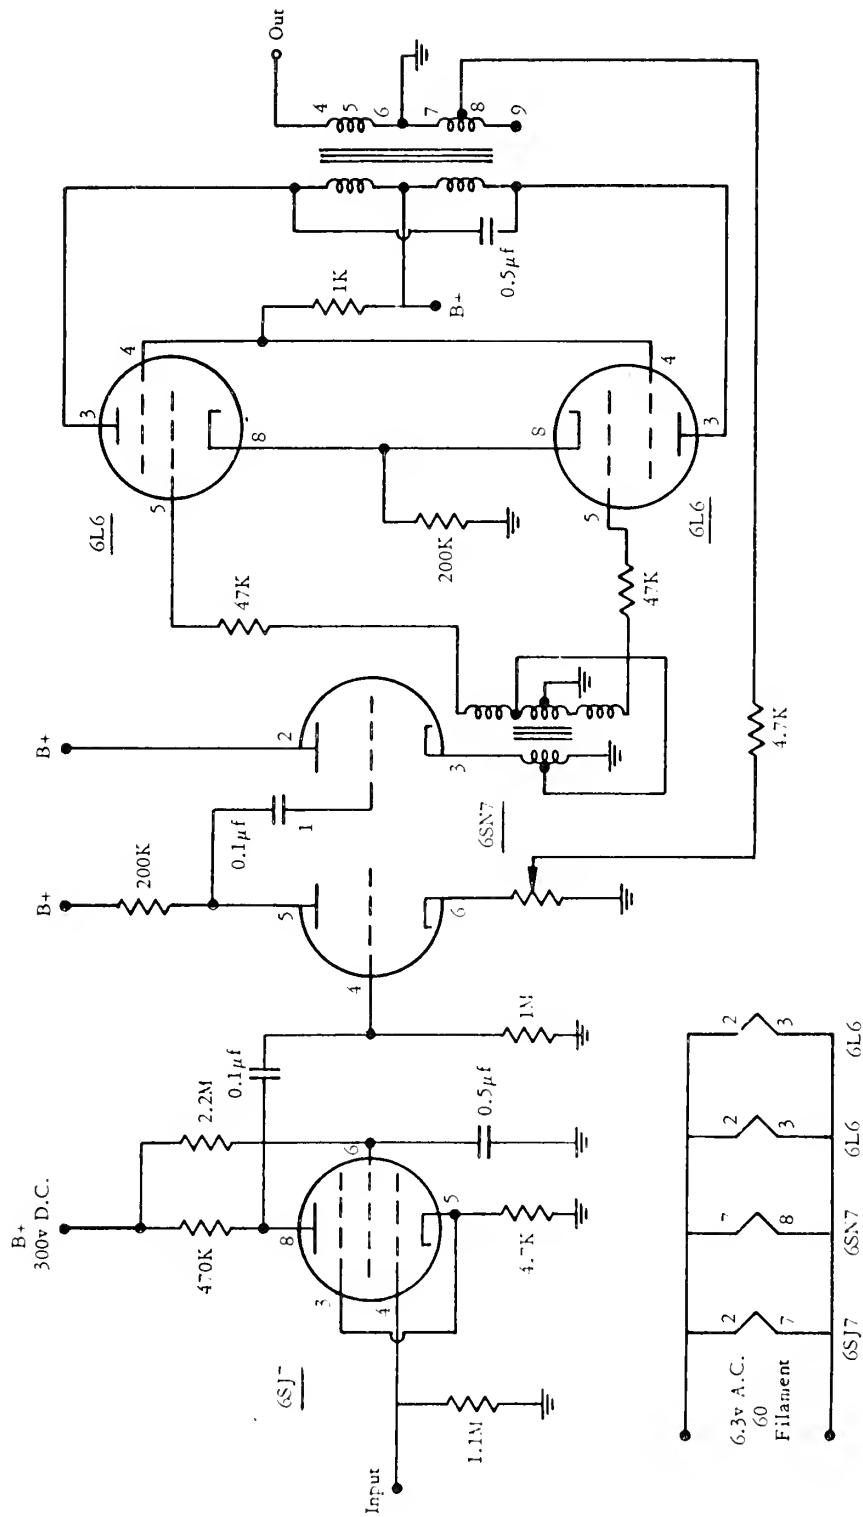 B+
300v D.C.
470K
2.2M
0.1μf
6SJ7
8
3
4
6
5
Input
1.1M
4.7K
0.5μf
1M
B+
200K
5
4
6
0.1μf
1
B+
2
3
6SN7
47K
47K
4.7K
6L6
3
4
5
8
200K
8
5
4
3
6L6
1K
B+
0.5μf
Out
4
5
6
7
8
9
6.3v A.C.
60
Filament
2
7
6SJ7
7
8
6SN7
2
3
6L6
2
3
6L6